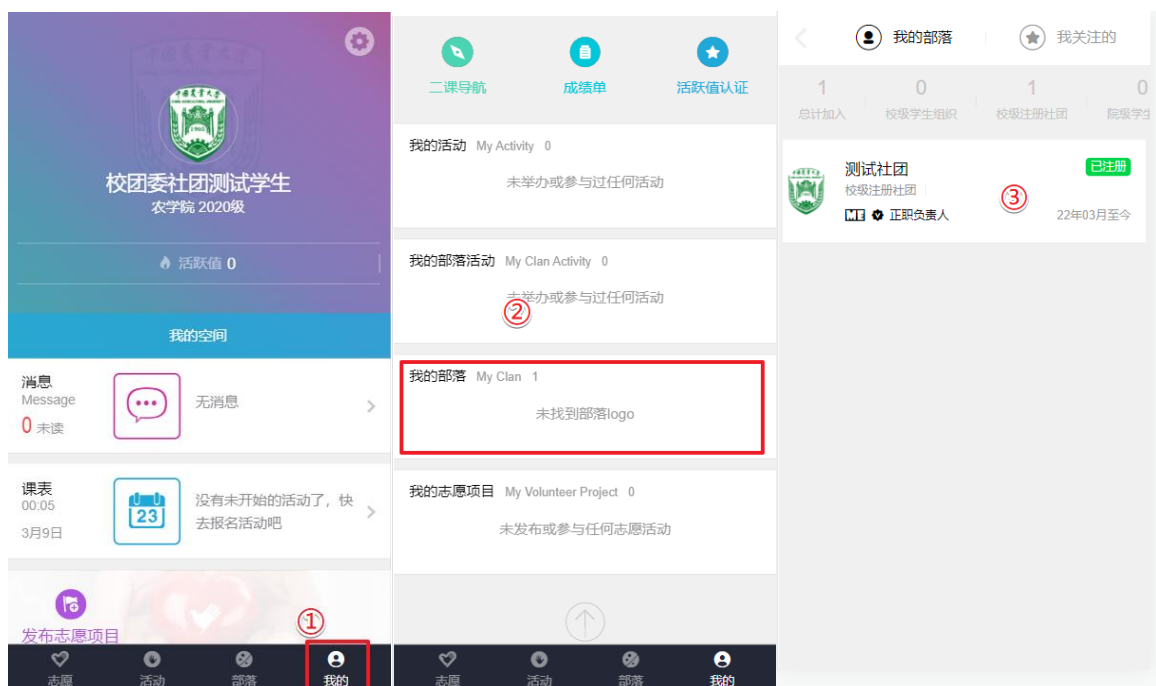 校团委社团测试学生
农学院 2020级
活跃值 0
我的空间
消息
Message
0 未读
无消息
课表
00:05
3月9日
23
没有未开始的活动了，快
去报名活动吧
发布志愿项目
①
志愿 活动 部落 我的
二课导航 成绩单 活跃值认证
我的活动 My Activity 0
未举办或参与过任何活动
我的部落活动 My Clan Activity 0
未举办或参与过任何活动
②
我的部落 My Clan 1
未找到部落logo
我的志愿项目 My Volunteer Project 0
未发布或参与任何志愿活动
志愿 活动 部落 我的
我的部落 我关注的
1 0 1 0
总计加入 校级学生组织 校级注册社团 院级学生
测试社团 已注册
校级注册社团
③
正职负责人 22年03月至今